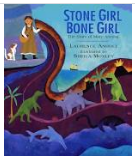 STONE GIRL
BONE GIRL
THE STORY OF MARY ANNING
LAURENCE ANHOLT
ILLUSTRATED BY
SHEILA MOXLEY